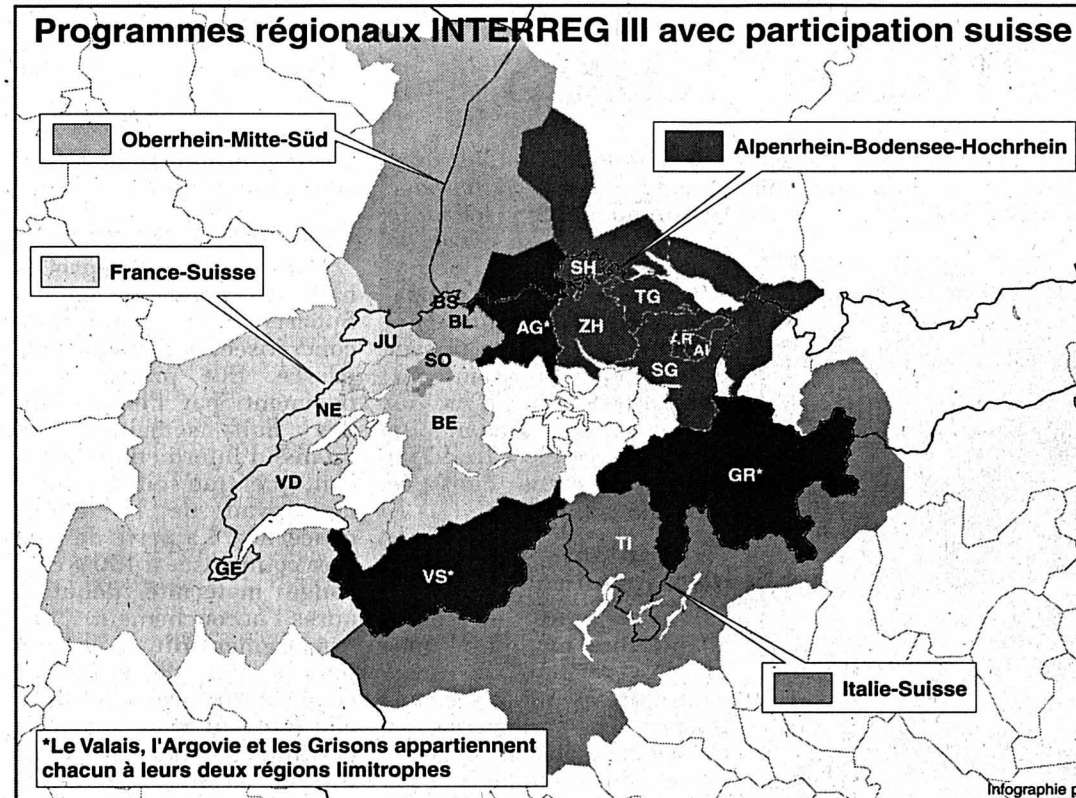 Programmes régionaux INTERREG III avec participation suisse
Oberrhein-Mitte-Süd
Alpenrhein-Bodensee-Hochrhein
France-Suisse
SH
BS
TG
BL
AG*
ZH
JU
AR
AI
SO
SG
NE
BE
VD
GR*
TI
GE
VS*
Italie-Suisse
*Le Valais, l'Argovie et les Grisons appartiennent
chacun à leurs deux régions limitrophes
Infographie p